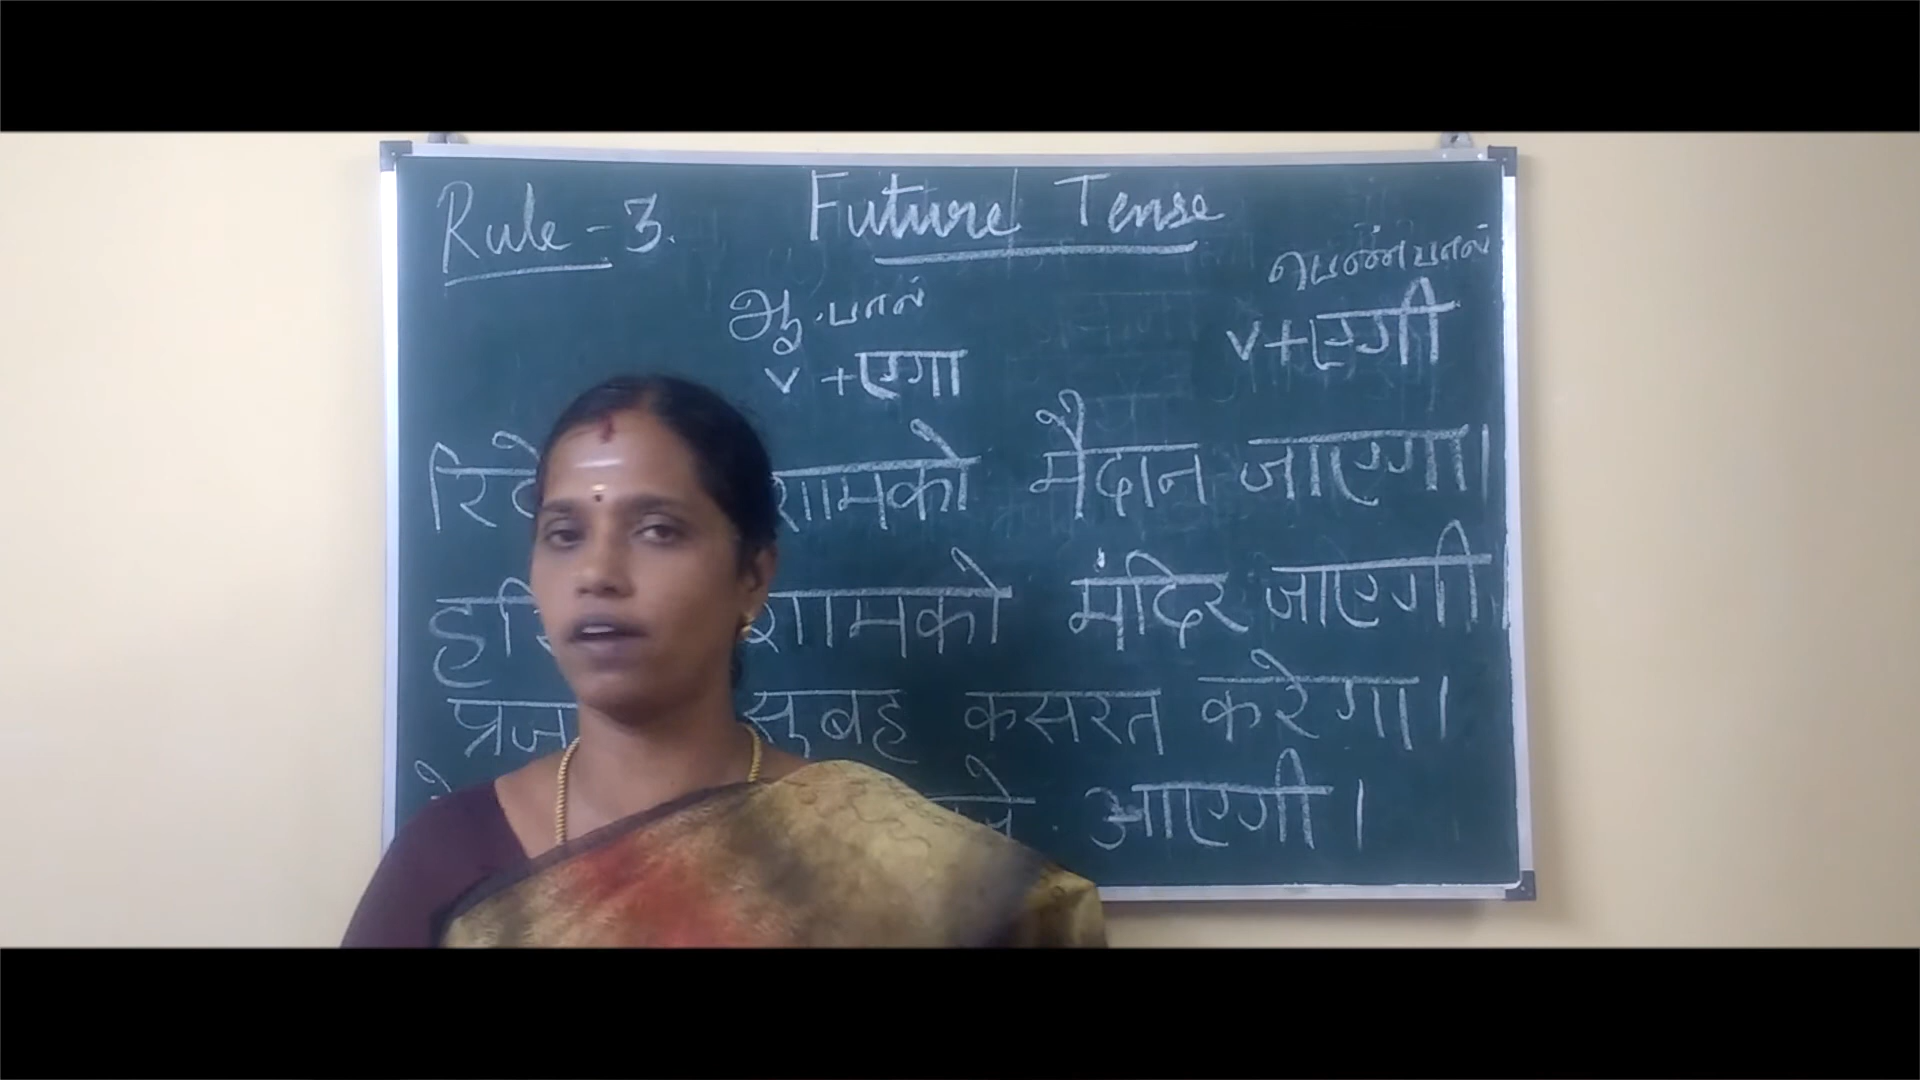 Rule - 3. Future Tense
ஆ.பால் பெண்பால்
v + एगा v + एगी
शामको मैदान जाएगा।
शामको मंदिर जाएगी।
सुबह कसरत करेगा।
आएगी।